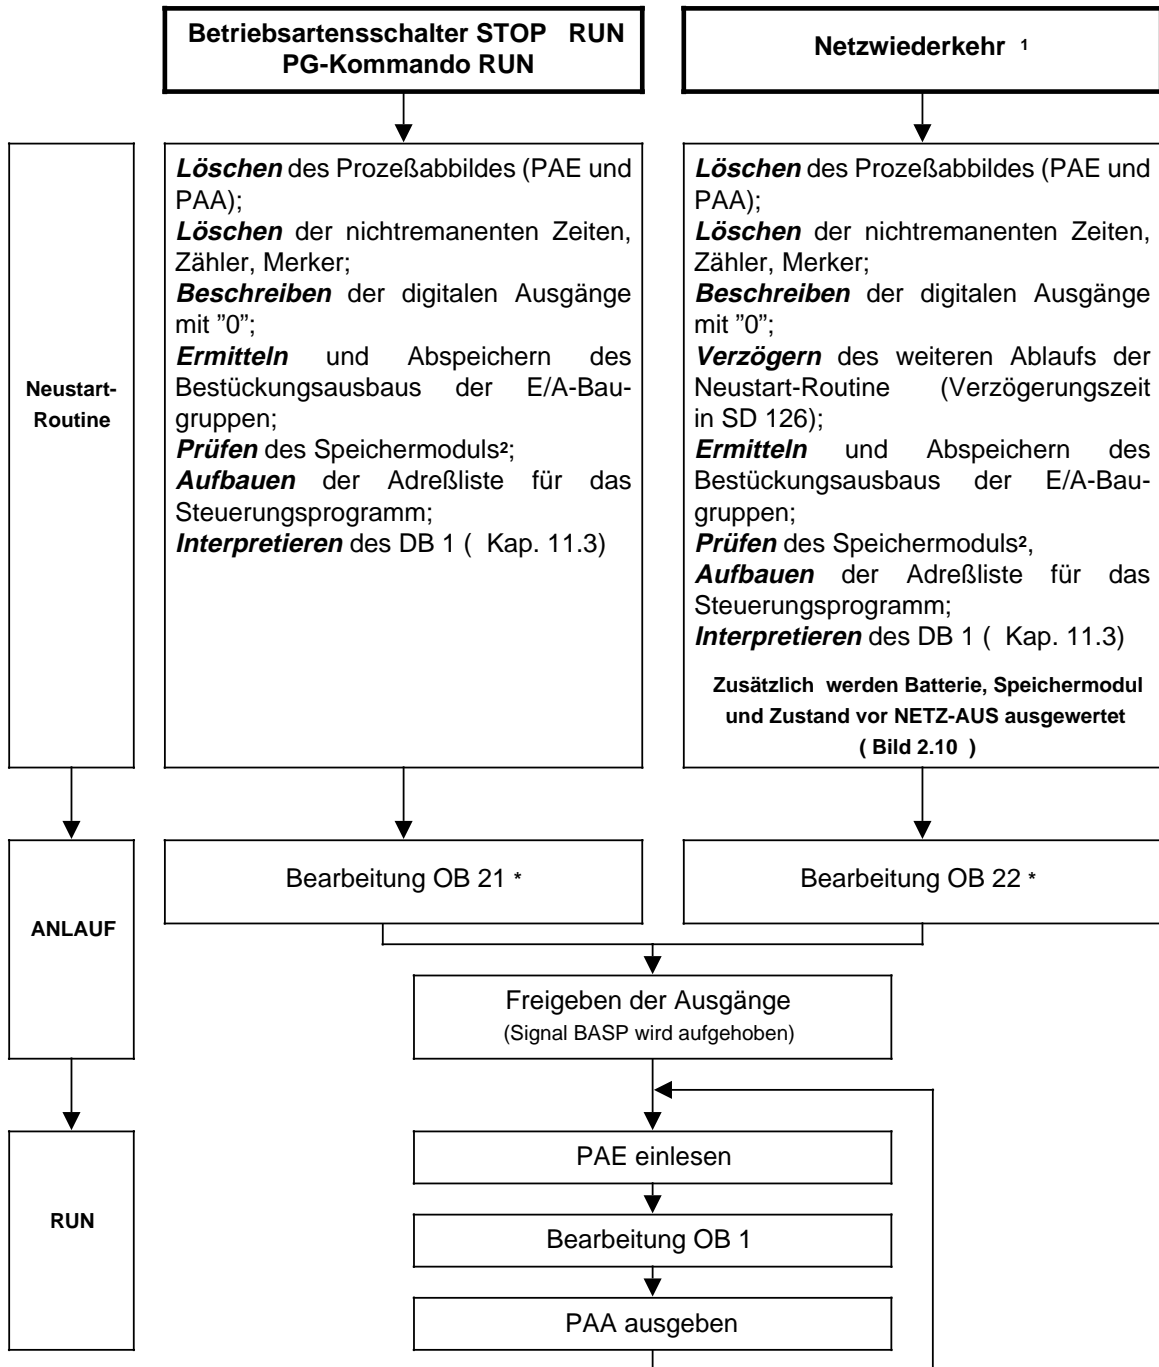 Betriebsartensschalter STOP RUN
PG-Kommando RUN
Netzwiederkehr 1
Neustart-
Routine
Löschen des Prozeßabbildes (PAE und
PAA);
Löschen der nichtremanenten Zeiten,
Zähler, Merker;
Beschreiben der digitalen Ausgänge
mit ”0”;
Ermitteln und Abspeichern des
Bestückungsausbaus der E/A-Bau-
gruppen;
Prüfen des Speichermoduls2;
Aufbauen der Adreßliste für das
Steuerungsprogramm;
Interpretieren des DB 1 ( Kap. 11.3)
Löschen des Prozeßabbildes (PAE und
PAA);
Löschen der nichtremanenten Zeiten,
Zähler, Merker;
Beschreiben der digitalen Ausgänge
mit ”0”;
Verzögern des weiteren Ablaufs der
Neustart-Routine (Verzögerungszeit
in SD 126);
Ermitteln und Abspeichern des
Bestückungsausbaus der E/A-Bau-
gruppen;
Prüfen des Speichermoduls2,
Aufbauen der Adreßliste für das
Steuerungsprogramm;
Interpretieren des DB 1 ( Kap. 11.3)
Zusätzlich werden Batterie, Speichermodul
und Zustand vor NETZ-AUS ausgewertet
( Bild 2.10 )
ANLAUF
Bearbeitung OB 21 *
Bearbeitung OB 22 *
Freigeben der Ausgänge
(Signal BASP wird aufgehoben)
RUN
PAE einlesen
Bearbeitung OB 1
PAA ausgeben